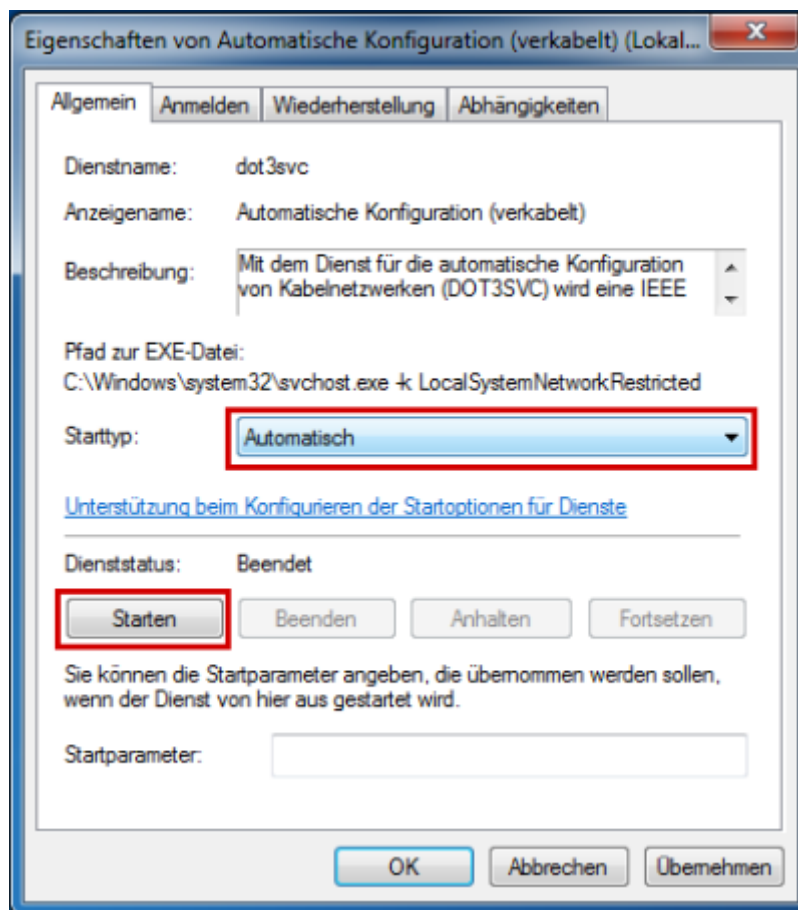 Eigenschaften von Automatische Konfiguration (verkabelt) (Lokal...
Allgemein Anmelden Wiederherstellung Abhängigkeiten
Dienstname: dot3svc
Anzeigename: Automatische Konfiguration (verkabelt)
Beschreibung: Mit dem Dienst für die automatische Konfiguration
von Kabelnetzwerken (DOT3SVC) wird eine IEEE
Pfad zur EXE-Datei:
C:\Windows\system32\svchost.exe -k LocalSystemNetworkRestricted
Starttyp: Automatisch
Unterstützung beim Konfigurieren der Startoptionen für Dienste
Dienststatus: Beendet
Starten Beenden Anhalten Fortsetzen
Sie können die Startparameter angeben, die übernommen werden sollen,
wenn der Dienst von hier aus gestartet wird.
Startparameter:
OK Abbrechen Übernehmen